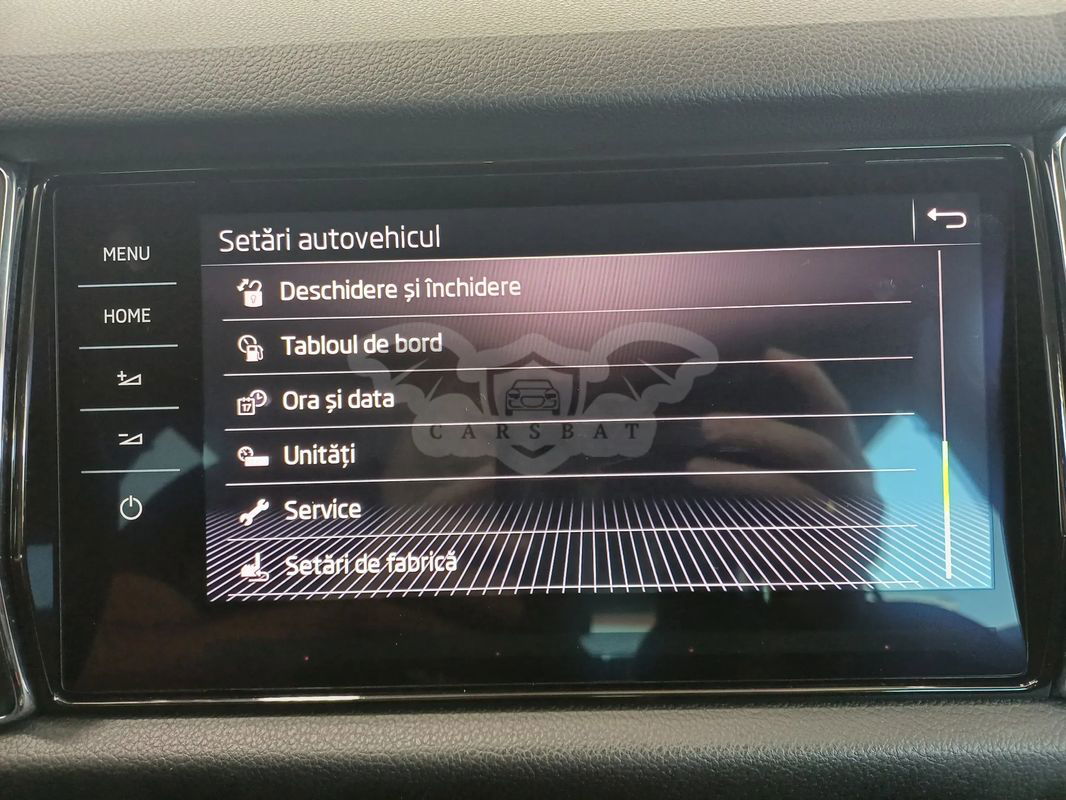 MENU
HOME
Setări autovehicul
Deschidere și închidere
Tabloul de bord
Ora și data
17
Unități
Service
Setări de fabrică
CARSBAT